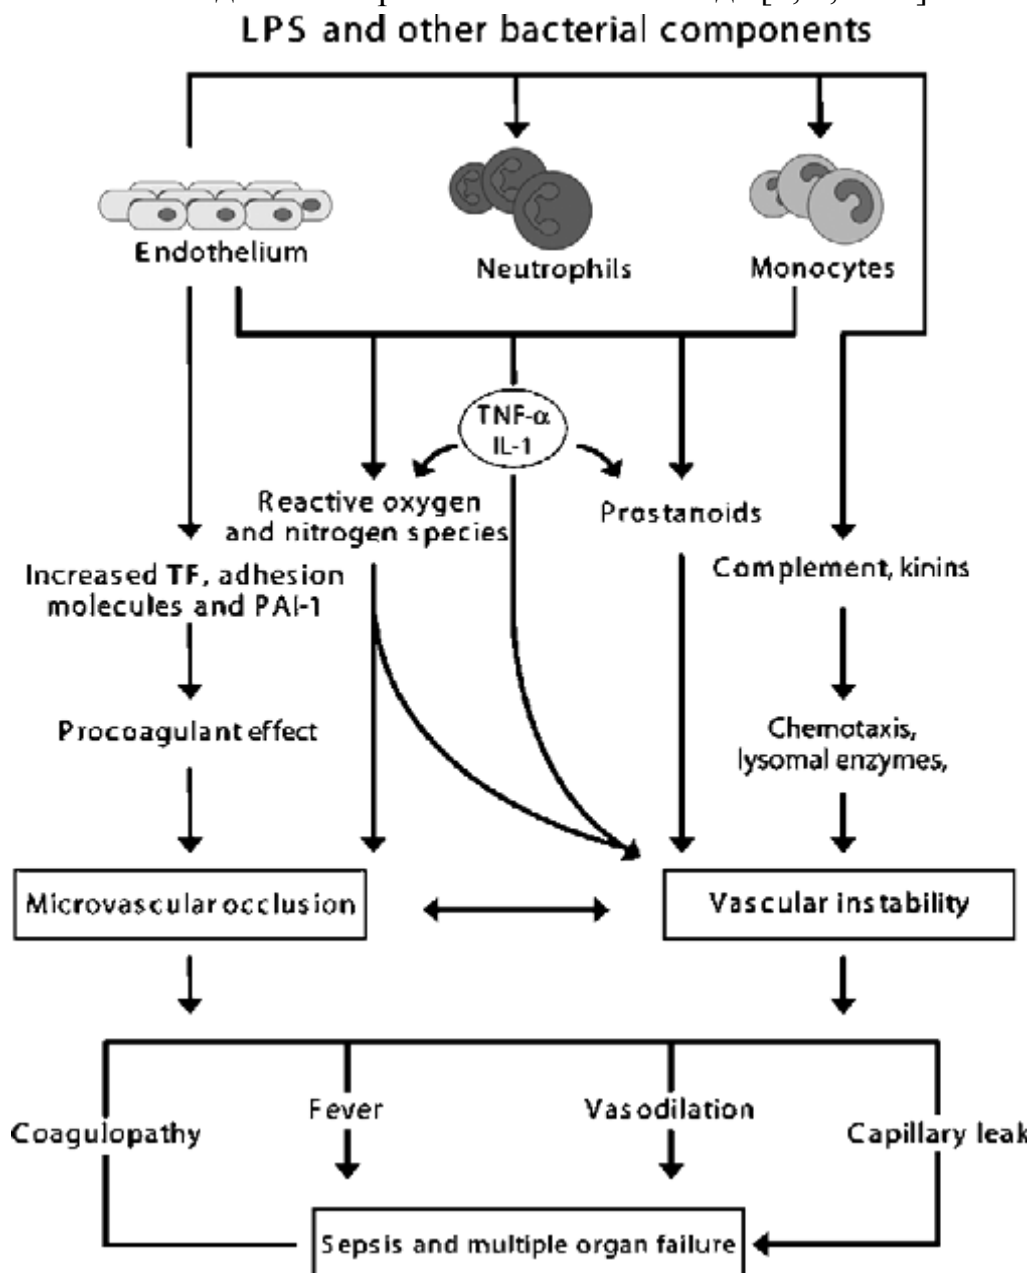 LPS and other bacterial components
Endothelium
Neutrophils
Monocytes
TNF-α
IL-1
Reactive oxygen
and nitrogen species
Prostanoids
Increased TF, adhesion
molecules and PAI-1
Complement, kinins
Procoagulant effect
Chemotaxis,
lysomal enzymes,
Microvascular occlusion
Vascular instability
Fever
Vasodilation
Coagulopathy
Capillary leak
Sepsis and multiple organ failure